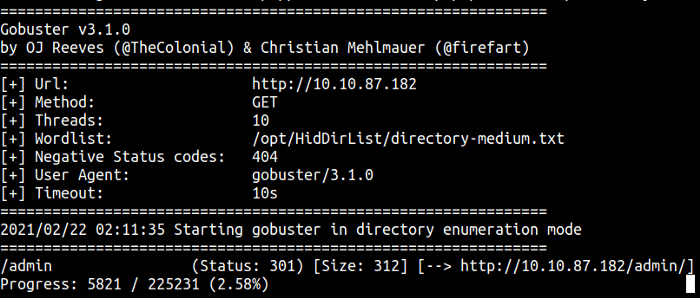 ===============================================================
Gobuster v3.1.0
by OJ Reeves (@TheColonial) & Christian Mehlmauer (@firefart)
===============================================================
[+] Url:                     http://10.10.87.182
[+] Method:                  GET
[+] Threads:                 10
[+] Wordlist:                /opt/HidDirList/directory-medium.txt
[+] Negative Status codes:   404
[+] User Agent:              gobuster/3.1.0
[+] Timeout:                 10s
===============================================================
2021/02/22 02:11:35 Starting gobuster in directory enumeration mode
===============================================================
/admin                (Status: 301) [Size: 312] [--> http://10.10.87.182/admin/]
Progress: 5821 / 225231 (2.58%)